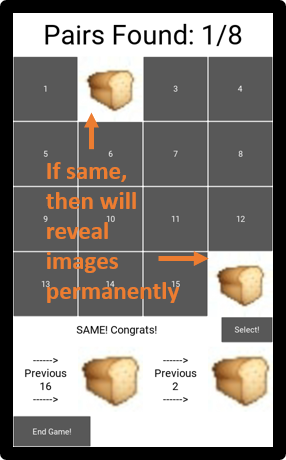 Pairs Found: 1/8
1
3
4
5
6
7
8
9
10
11
12
13
14
15
If same,
then will
reveal
images
permanently
SAME! Congrats!
Select!
------>
Previous
16
------>
------>
Previous
2
------>
End Game!